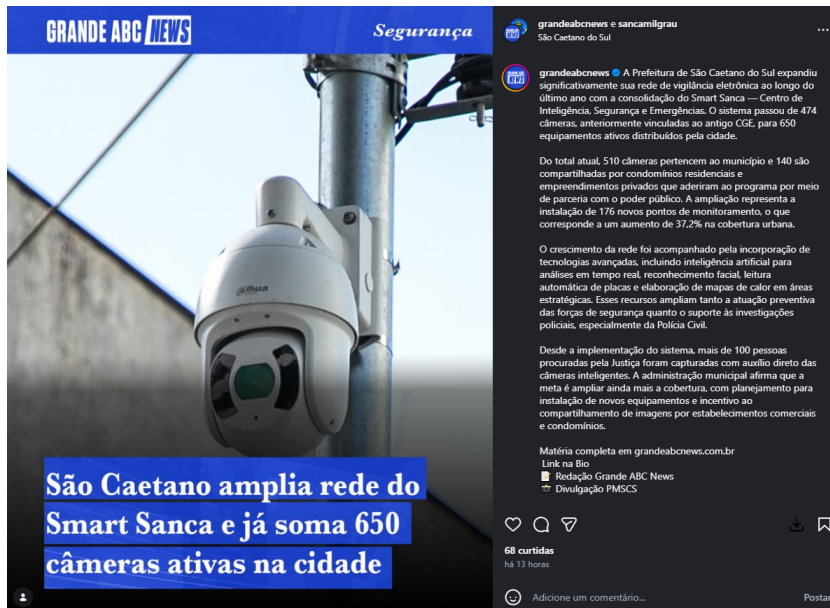 GRANDE ABC NEWS
Segurança
alhua
São Caetano amplia rede do
Smart Sanca e já soma 650
câmeras ativas na cidade
grandeabcnews e sancamilgrau
São Caetano do Sul
grandeabcnews A Prefeitura de São Caetano do Sul expandiu
significativamente sua rede de vigilância eletrônica ao longo do
último ano com a consolidação do Smart Sanca — Centro de
Inteligência, Segurança e Emergências. O sistema passou de 474
câmeras, anteriormente vinculadas ao antigo CGE, para 650
equipamentos ativos distribuídos pela cidade.
Do total atual, 510 câmeras pertencem ao município e 140 são
compartilhadas por condomínios residenciais e
empreendimentos privados que aderiram ao programa por meio
de parceria com o poder público. A ampliação representa a
instalação de 176 novos pontos de monitoramento, o que
corresponde a um aumento de 37,2% na cobertura urbana.
O crescimento da rede foi acompanhado pela incorporação de
tecnologias avançadas, incluindo inteligência artificial para
análises em tempo real, reconhecimento facial, leitura
automática de placas e elaboração de mapas de calor em áreas
estratégicas. Esses recursos ampliam tanto a atuação preventiva
das forças de segurança quanto o suporte às investigações
policiais, especialmente da Polícia Civil.
Desde a implementação do sistema, mais de 100 pessoas
procuradas pela Justiça foram capturadas com auxílio direto das
câmeras inteligentes. A administração municipal afirma que a
meta é ampliar ainda mais a cobertura, com planejamento para
instalação de novos equipamentos e incentivo ao
compartilhamento de imagens por estabelecimentos comerciais
e condomínios.
Matéria completa em grandeabcnews.com.br
Link na Bio
Redação Grande ABC News
Divulgação PMSCS
68 curtidas
há 13 horas
Adicione um comentário...
Postar